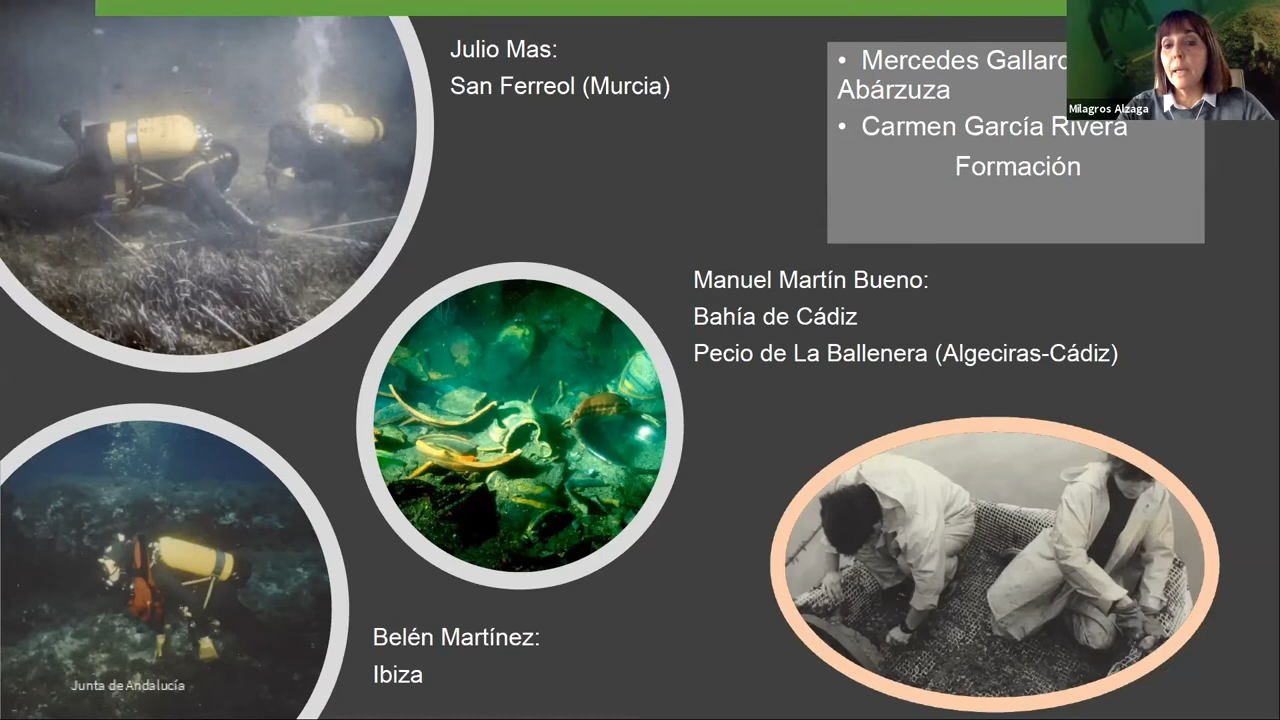 Julio Mas:
San Ferreol (Murcia)
• Mercedes
Abárzuza
• Carmen García Rivera
Formación
Milagros Alzaga
Manuel Martín Bueno:
Bahía de Cádiz
Pecio de La Ballenera (Algeciras-Cádiz)
Belén Martínez:
Ibiza
Junta de Andalucía